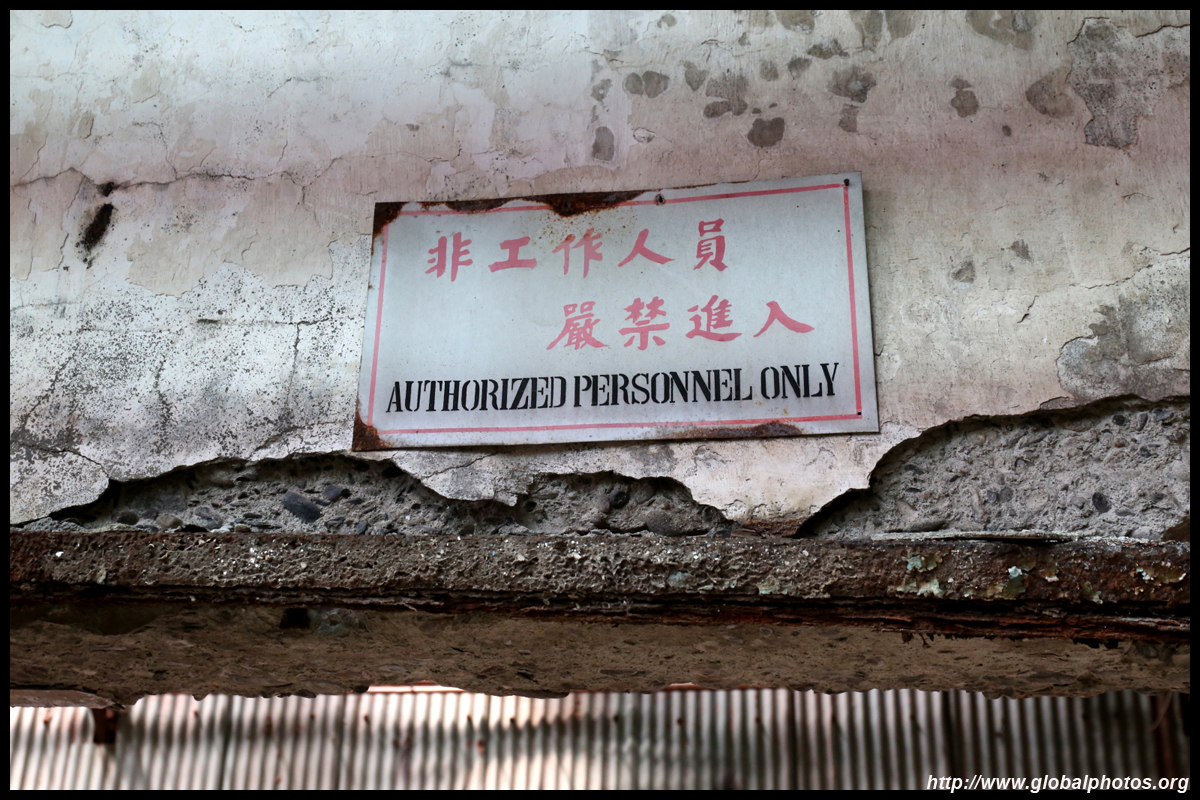 非工作人員
嚴禁進入
AUTHORIZED PERSONNEL ONLY
http://www.globalphotos.org